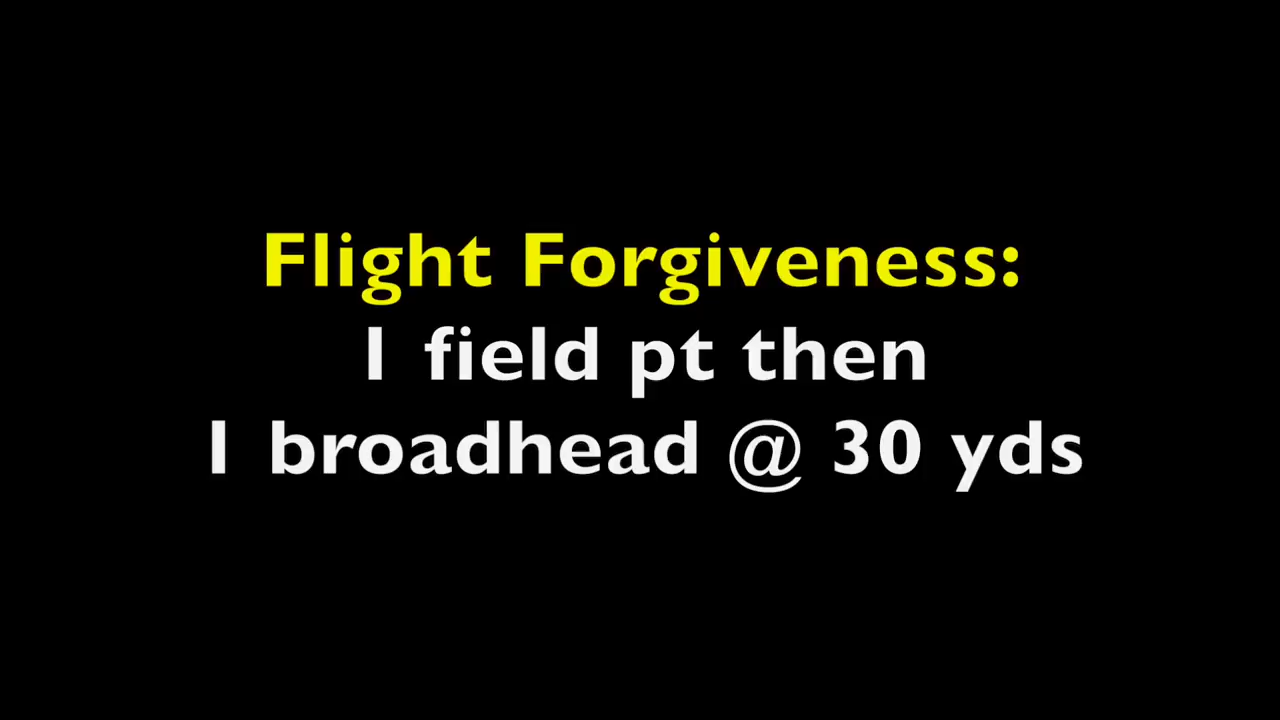 Flight Forgiveness:
1 field pt then
1 broadhead @ 30 yds